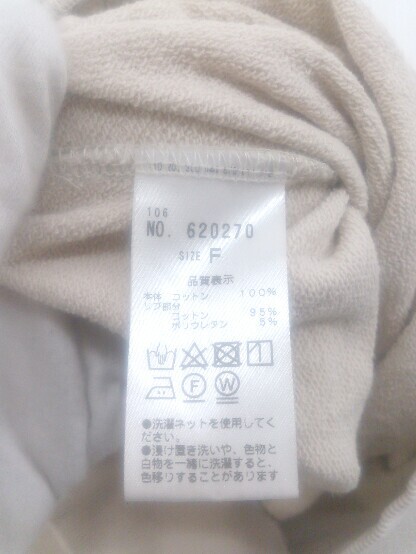 106
NO. 620270
SIZE F
品質表示
本体 コットン 100%
リブ部分
コットン 95%
ポリウレタン 5%
F W
●洗濯ネットを使用してく
ださい。
●浸け置き洗いや、色物と
白物を一緒に洗濯すると、
色移りすることがあります